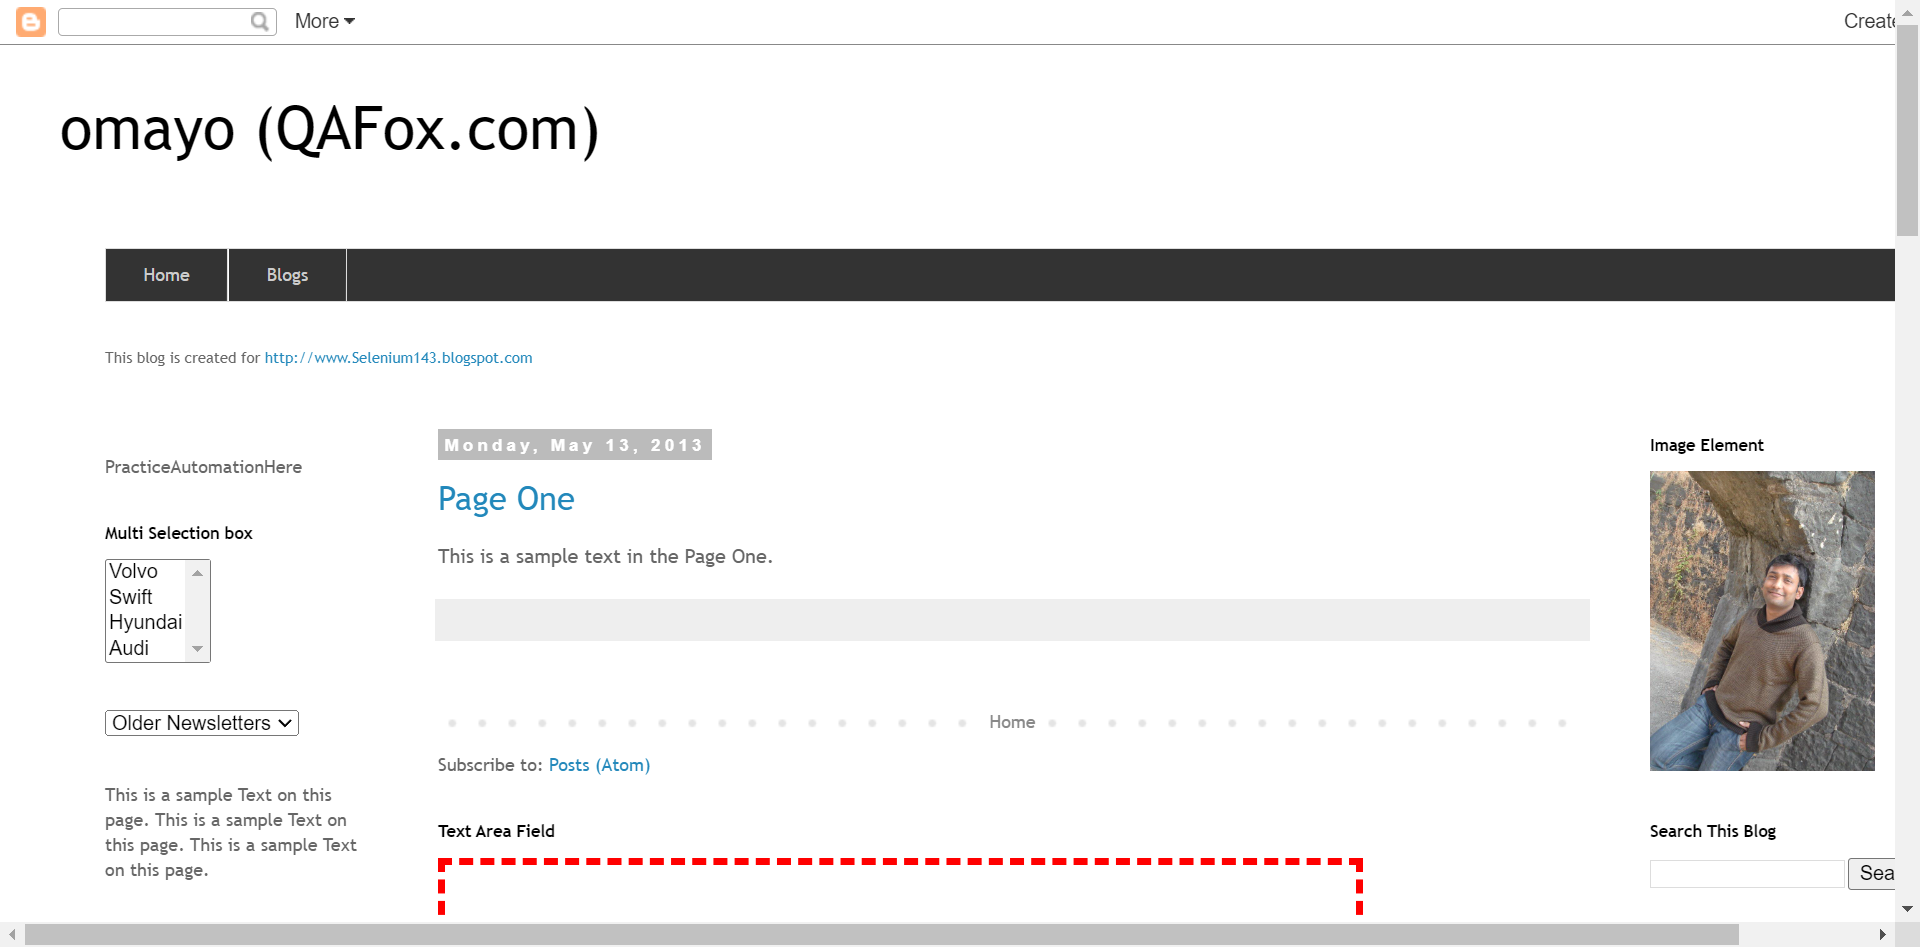 More
Create
omayo (QAFox.com)
Home
Blogs
This blog is created for http://www.Selenium143.blogspot.com
PracticeAutomationHere
Multi Selection box
Volvo
Swift
Hyundai
Audi
Older Newsletters
This is a sample Text on this
page. This is a sample Text on
this page. This is a sample Text
on this page.
Monday, May 13, 2013
Page One
This is a sample text in the Page One.
Home
Subscribe to: Posts (Atom)
Text Area Field
Image Element
Search This Blog
Sea